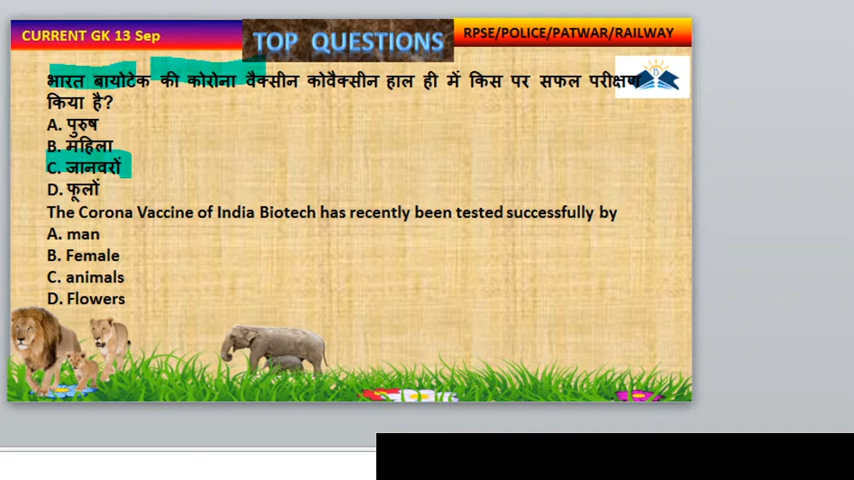 CURRENT GK 13 Sep
TOP QUESTIONS
RPSE/POLICE/PATWAR/RAILWAY
भारत बायोटेक की कोरोना वैक्सीन कोवैक्सीन हाल ही में किस पर सफल परीक्षण
किया है?
A. पुरुष
B. महिला
C. जानवरों
D. फूलों
The Corona Vaccine of India Biotech has recently been tested successfully by
A. man
B. Female
C. animals
D. Flowers